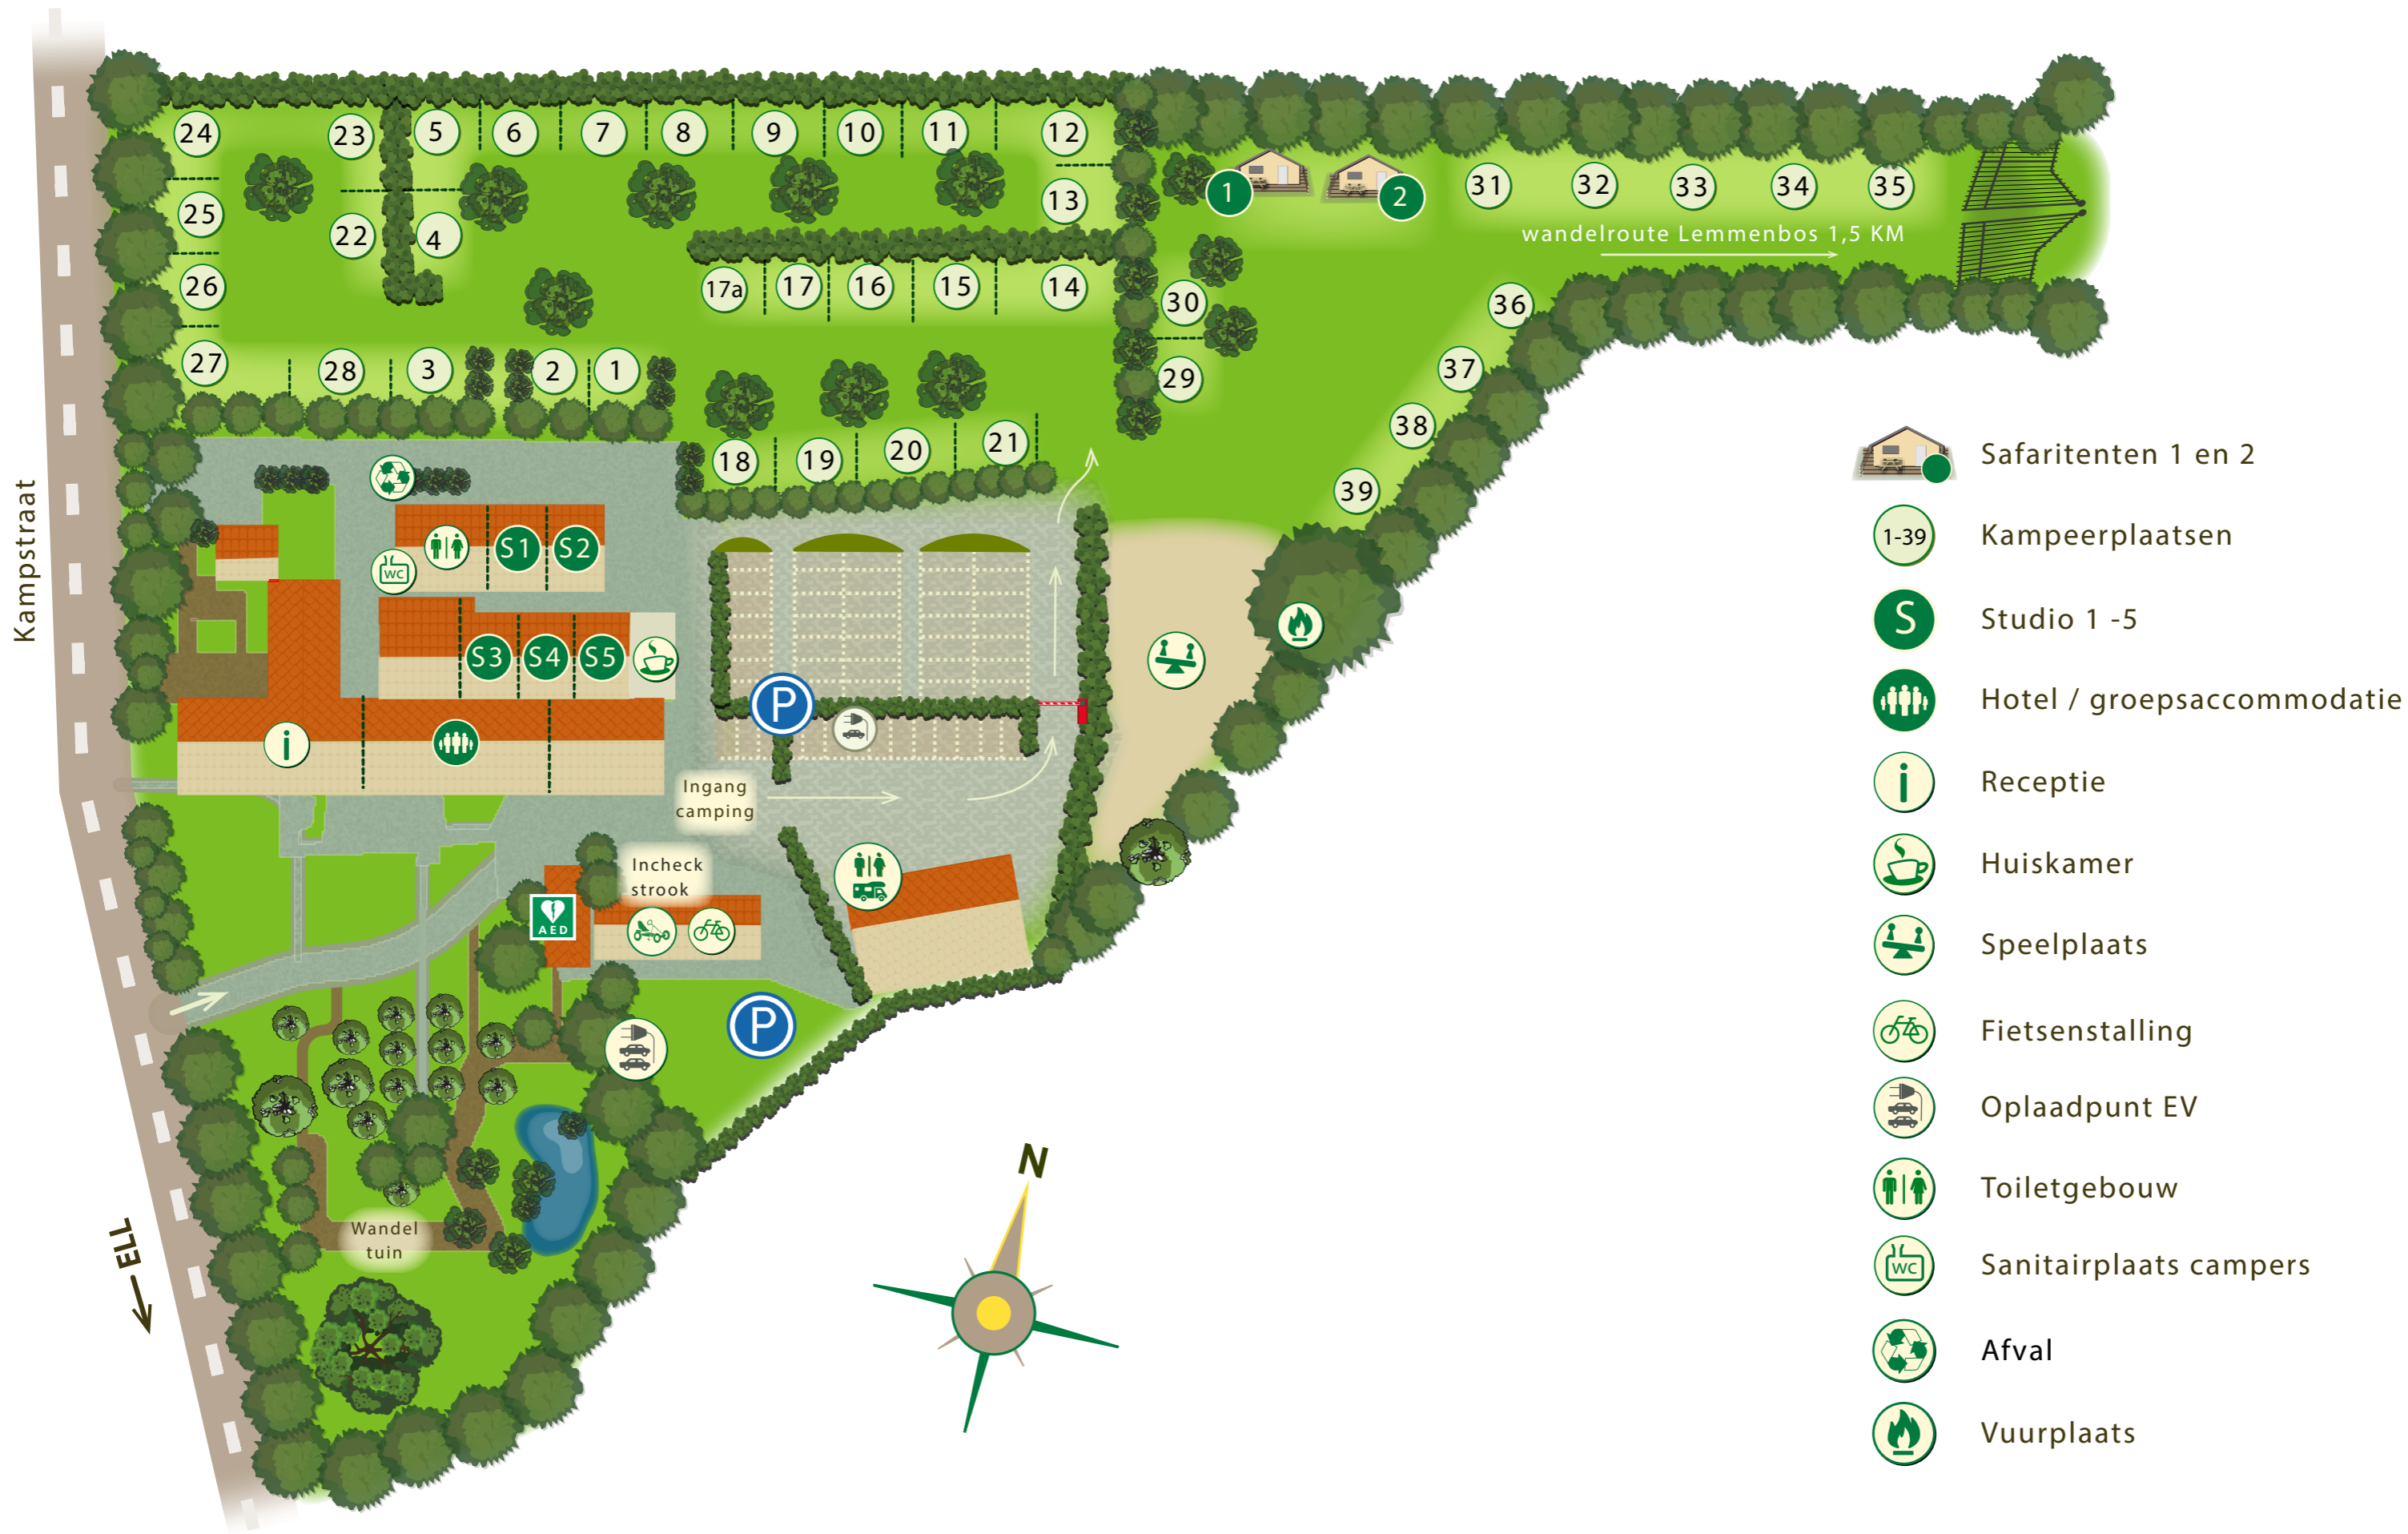 24
23
5
6
7
8
9
10
11
12
25
22
4
13
1
2
31
32
33
34
35
wandelroute Lemmenbos 1,5 KM
26
17a
17
16
15
14
30
36
27
28
3
2
1
29
37
38
18
19
20
21
39
Kampstraat
WC
S1
S2
S3
S4
S5
P
i
Ingang
camping
Incheck
strook
AED
P
Wandel
tuin
ELL
N
Safaritenten 1 en 2
1-39
Kampeerplaatsen
S
Studio 1 -5
Hotel / groepsaccommodatie
i
Receptie
Huiskamer
Speelplaats
Fietsenstalling
Oplaadpunt EV
Toiletgebouw
WC
Sanitairplaats campers
Afval
Vuurplaats